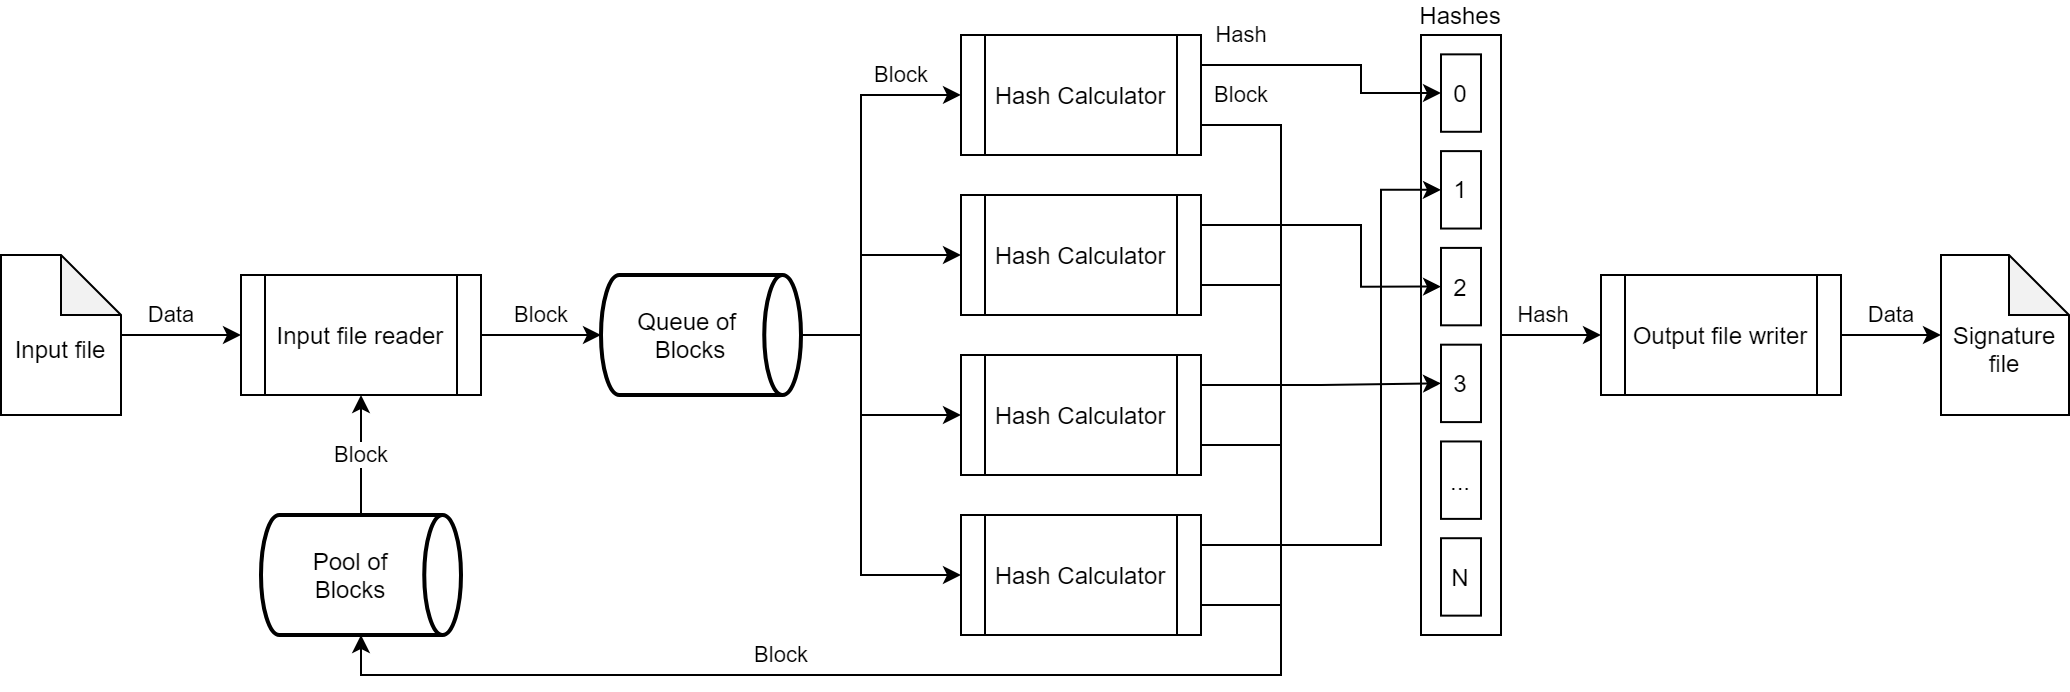 Input file
Data
Input file reader
Block
Queue of
Blocks
Block
Pool of
Blocks
Block
Block
Hash Calculator
Hash Calculator
Hash Calculator
Hash Calculator
Hash
Block
Hashes
0
1
2
3
...
N
Hash
Output file writer
Data
Signature
file